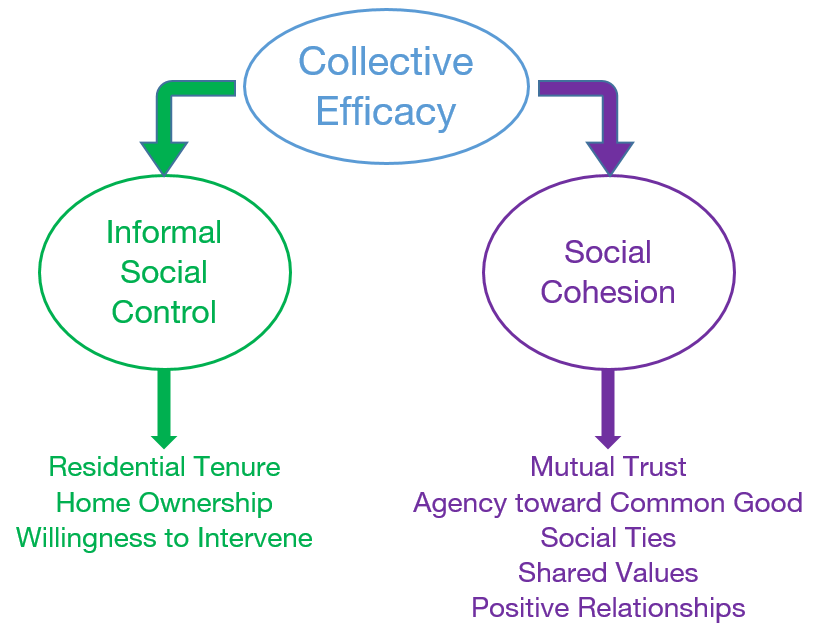 Collective
Efficacy
Informal
Social
Control
Social
Cohesion
Residential Tenure
Home Ownership
Willingness to Intervene
Mutual Trust
Agency toward Common Good
Social Ties
Shared Values
Positive Relationships